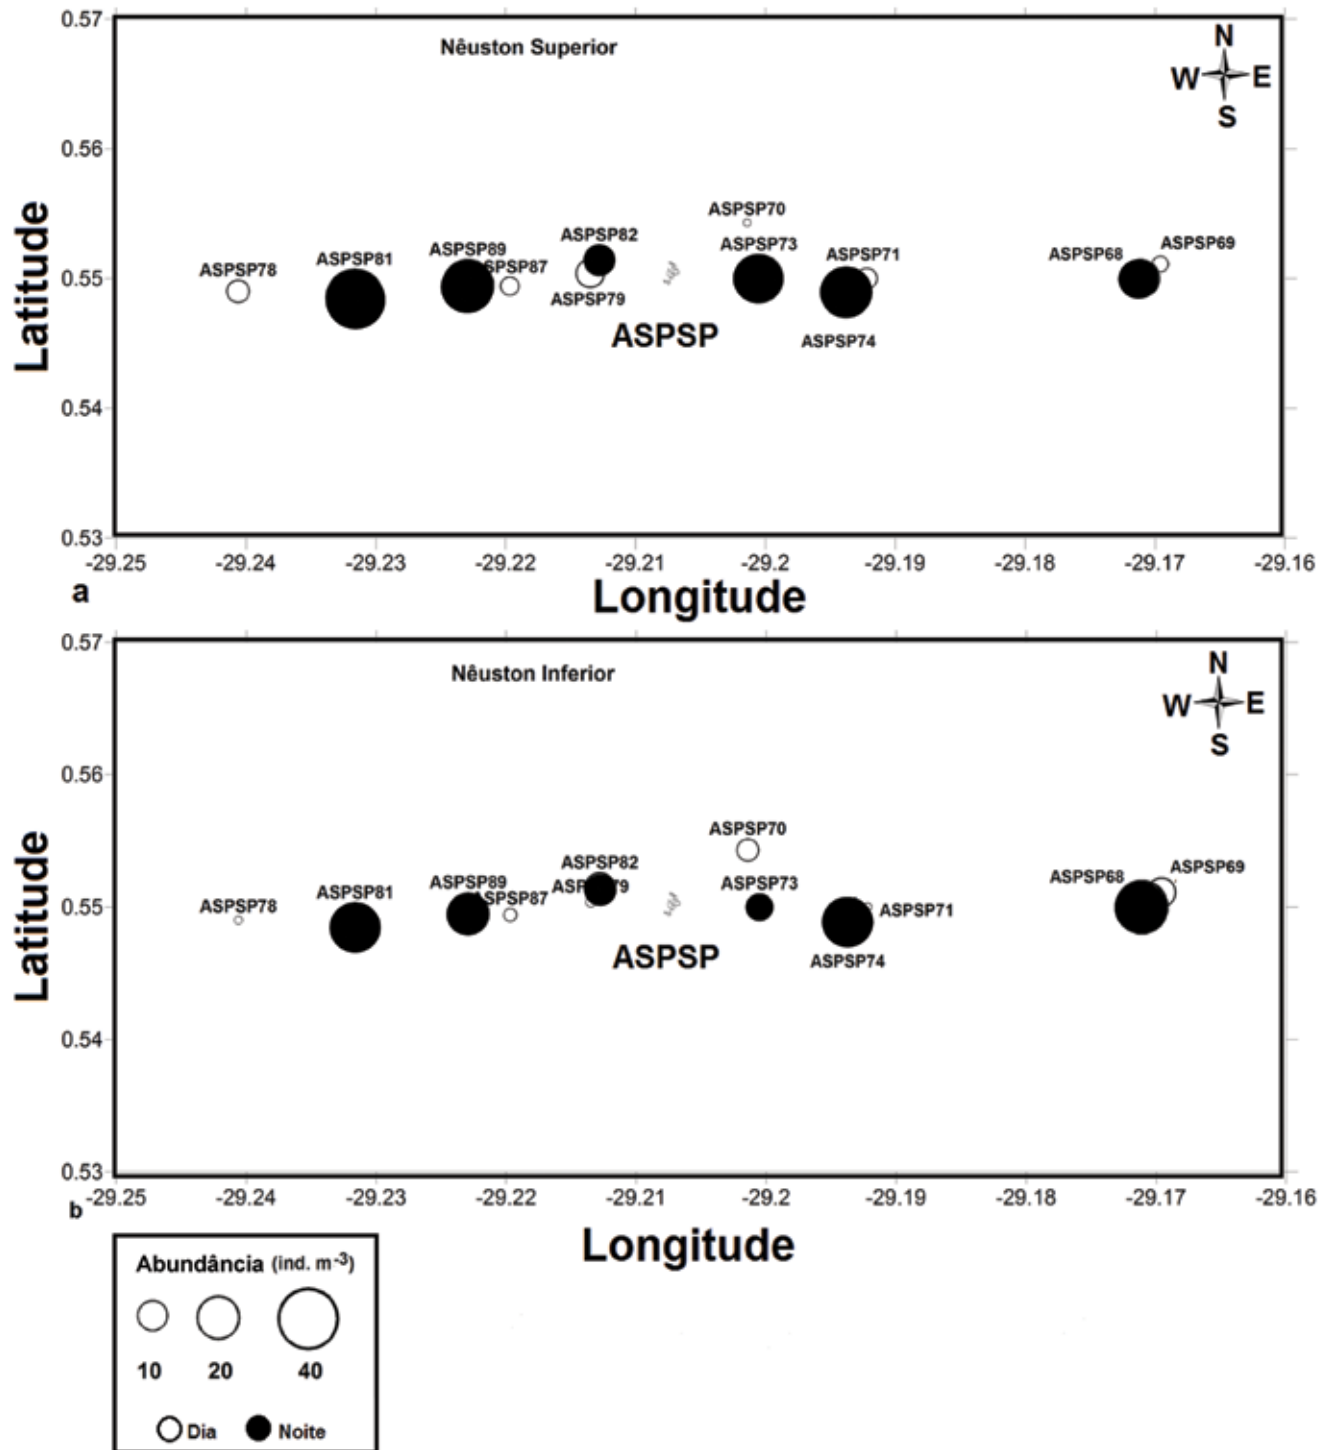 0.57
Nêuston Superior
N
W E
S
0.56
ASPSP70
ASPSP82
ASPSP73
ASPSP89
ASPSP71
ASPSP68
ASPSP69
ASPSP81
ASPSP78
SPSP87
0.55
ASPSP79
ASPSP
ASPSP74
Latitude
0.54
0.53
-29.25 -29.24 -29.23 -29.22 -29.21 -29.2 -29.19 -29.18 -29.17 -29.16
a
Longitude
0.57
Nêuston Inferior
N
W E
S
0.56
ASPSP70
ASPSP82
ASPSP69
ASPSP68
ASPSP89
ASPSP73
ASPSP81
ASPSP87
ASPSP78
0.55
ASPSP71
ASPSP
ASPSP74
Latitude
0.54
0.53
-29.25 -29.24 -29.23 -29.22 -29.21 -29.2 -29.19 -29.18 -29.17 -29.16
b
Longitude
Abundância (ind. m-3)
10 20 40
Dia Noite